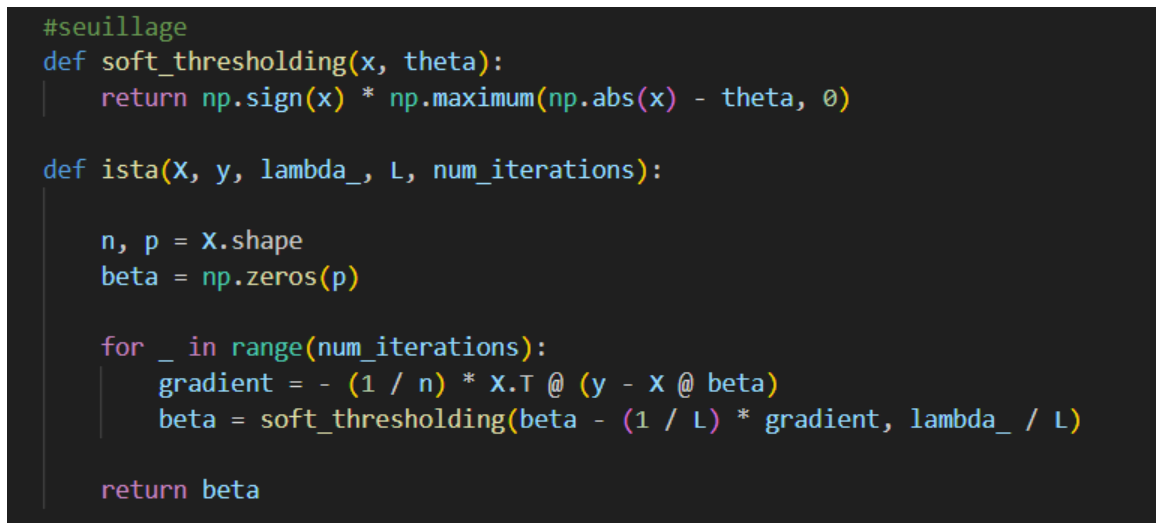 #seuillage
def soft_thresholding(x, theta):
    return np.sign(x) * np.maximum(np.abs(x) - theta, 0)
def ista(X, y, lambda_, L, num_iterations):
    n, p = X.shape
    beta = np.zeros(p)
    for _ in range(num_iterations):
        gradient = - (1 / n) * X.T @ (y - X @ beta)
        beta = soft_thresholding(beta - (1 / L) * gradient, lambda_ / L)
    return beta